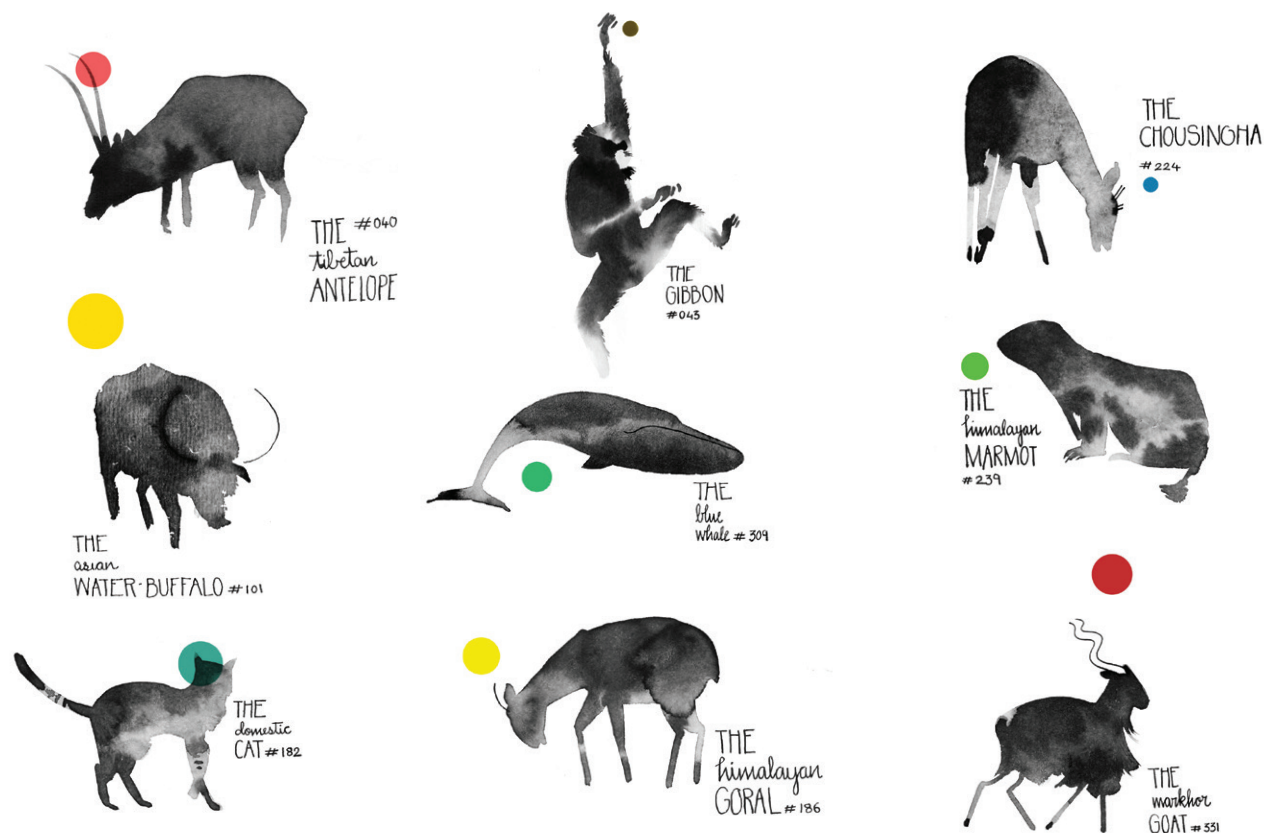 THE #040
tibetan
ANTELOPE
THE
GIBBON
#043
THE
CHOUSINGHA
#224
THE
asian
WATER-BUFFALO #101
THE
blue
whale #309
THE
himalayan
MARMOT
#239
THE
domestic
CAT #182
THE
himalayan
GORAL #186
THE
markhor
GOAT #331